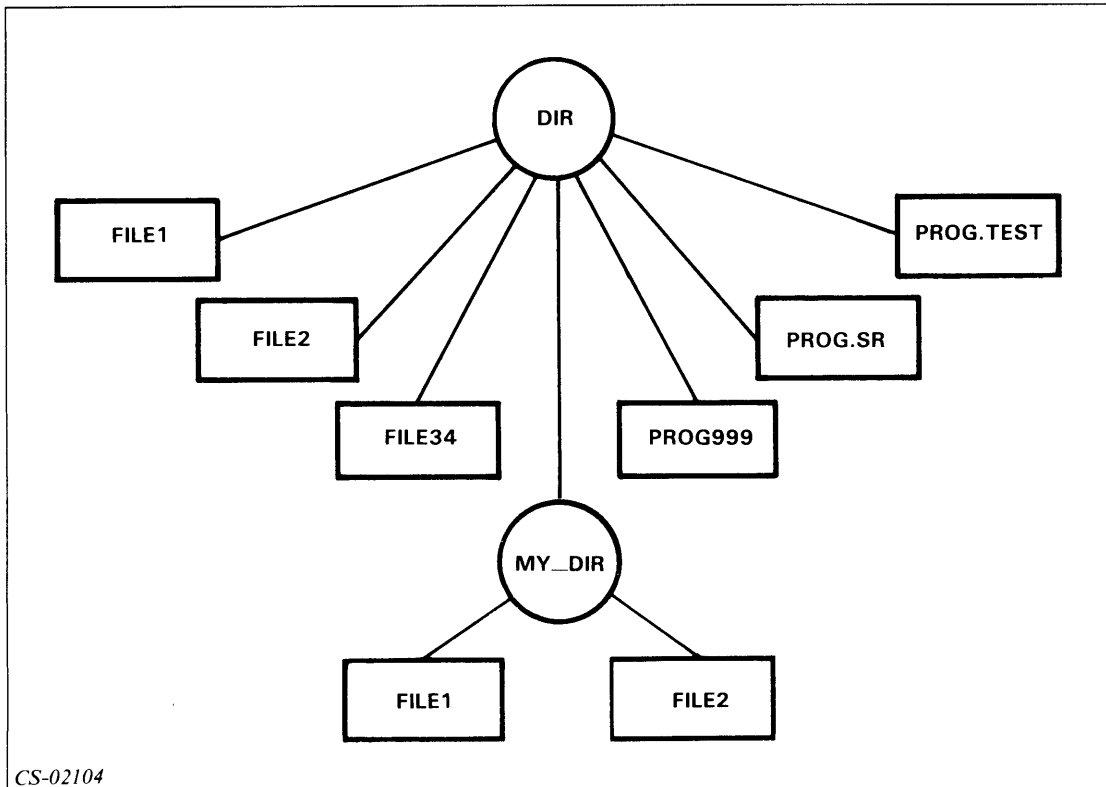 DIR
FILE1
PROG.TEST
FILE2
PROG.SR
FILE34
PROG999
MY_DIR
FILE1
FILE2
CS-02104